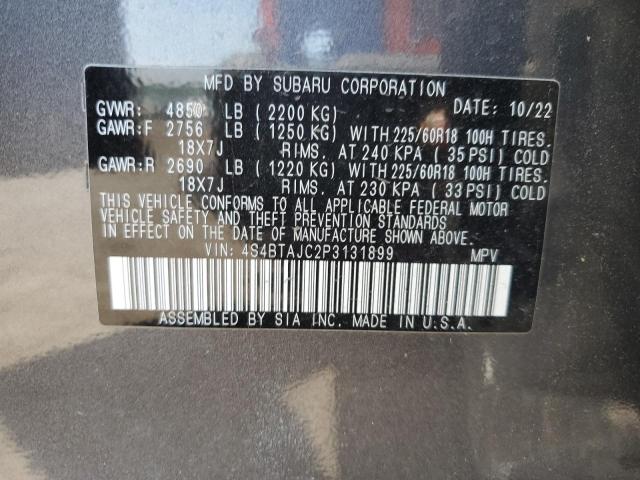 MFD BY SUBARU CORPORATION
GVWR: 4850 LB (2200 KG) DATE: 10/22
GAWR:F 2756 LB (1250 KG) WITH 225/60R18 100H TIRES.
18X7J RIMS. AT 240 KPA (35 PSI) COLD
GAWR:R 2690 LB (1220 KG) WITH 225/60R18 100H TIRES.
18X7J RIMS. AT 230 KPA (33 PSI) COLD
THIS VEHICLE CONFORMS TO ALL APPLICABLE FEDERAL MOTOR
VEHICLE SAFETY AND THEFT PREVENTION STANDARDS
IN EFFECT ON THE DATE OF MANUFACTURE SHOWN ABOVE.
VIN: 4S4BTAJC2P3131899 MPV
ASSEMBLED BY SIA INC. MADE IN U.S.A.